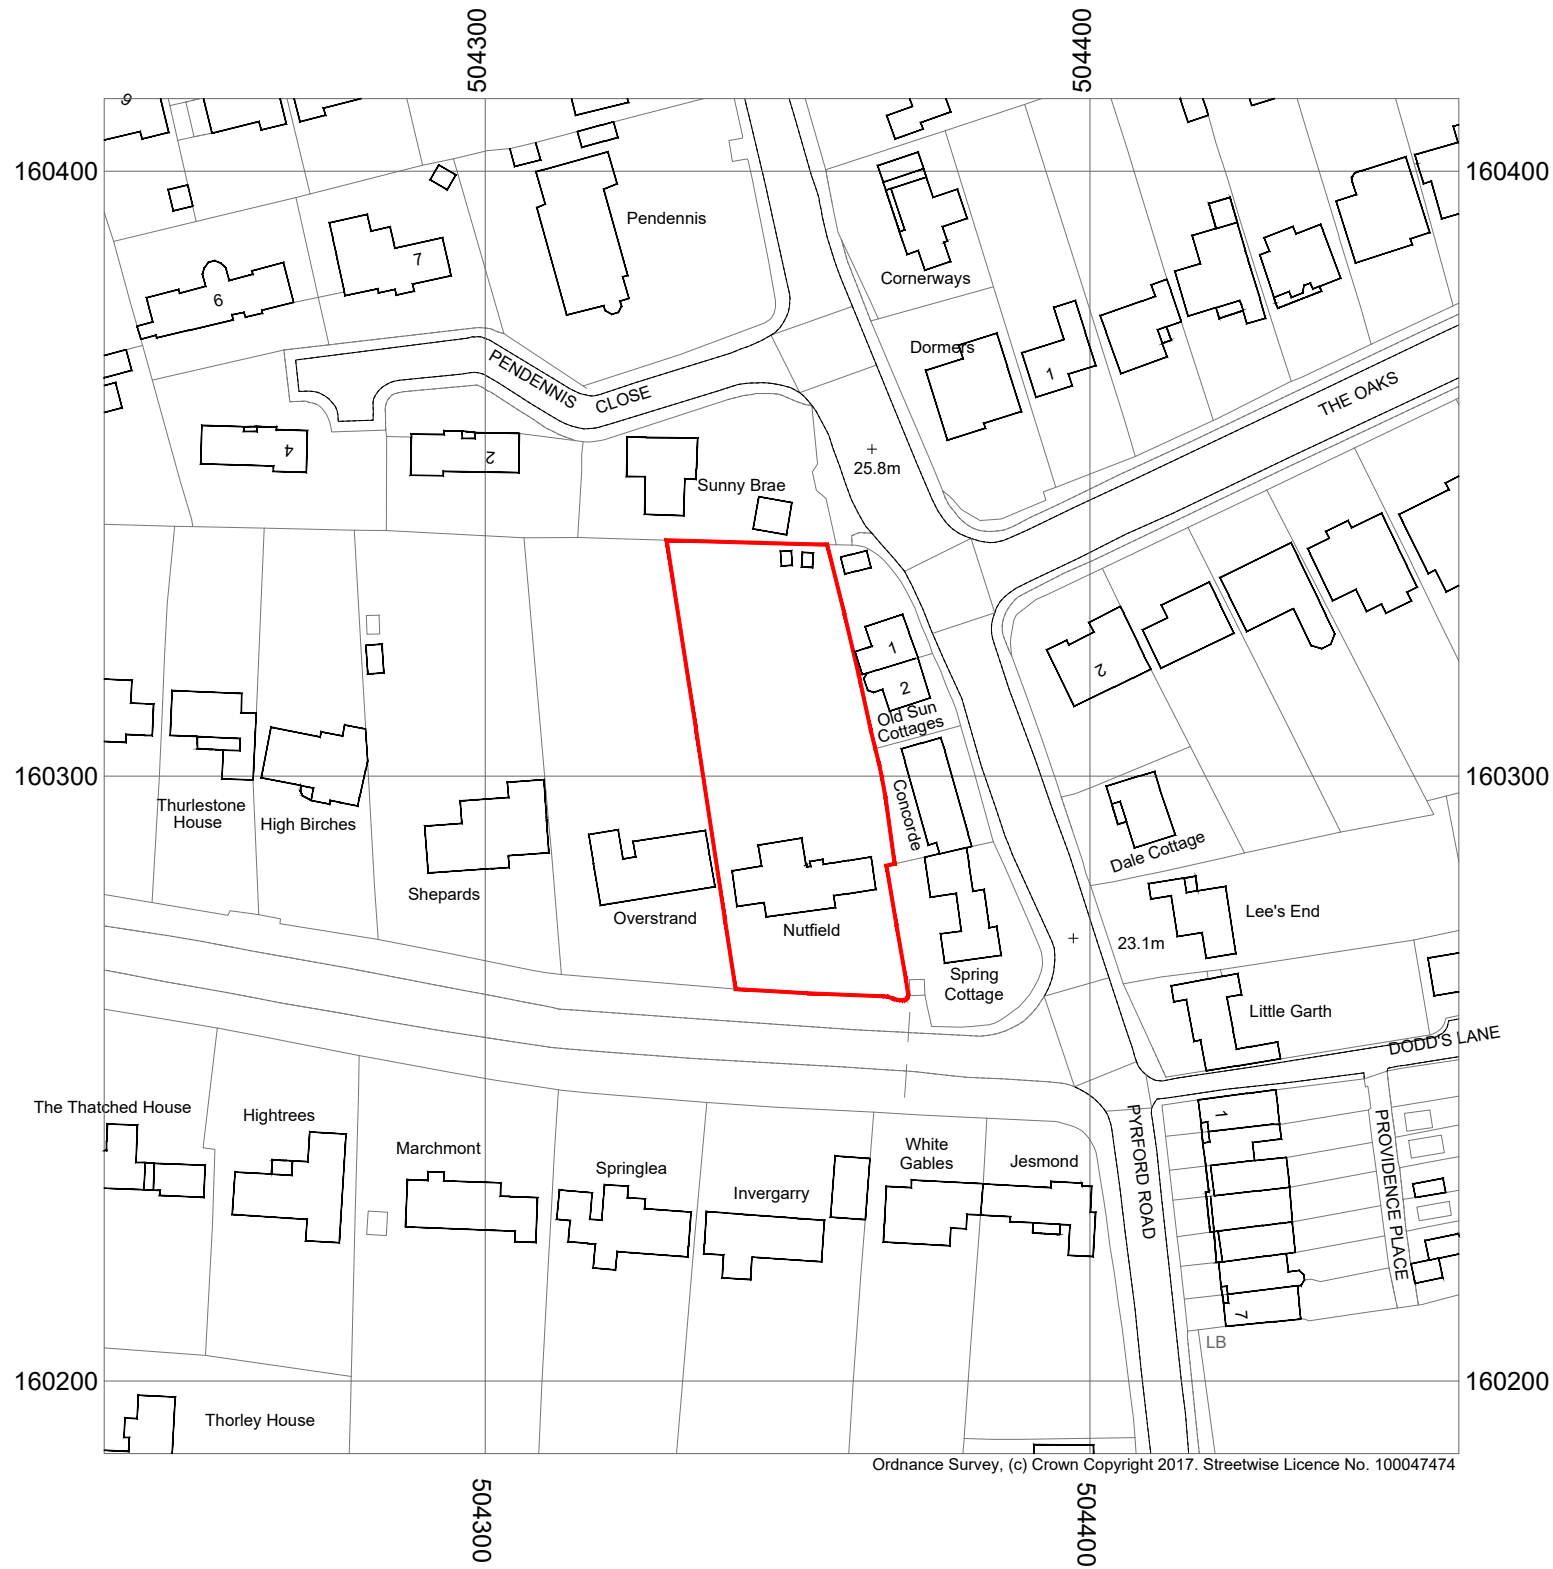 504300
504400
9
160400
160400
Pendennis
7
6
Cornerways
Dormers
1
PENDENNIS
CLOSE
THE OAKS
4
2
25.8m
Sunny Brae
1
2
2
Old Sun
Cottages
160300
160300
Thurlestone
House
High Birches
Concorde
Dale Cottage
Shepards
Overstrand
Nutfield
Lee's End
23.1m
Spring
Cottage
Little Garth
DODD'S LANE
The Thatched House
Hightrees
Marchmont
Springlea
Invergarry
White
Gables
Jesmond
PYRFORD ROAD
1
PROVIDENCE PLACE
7
LB
160200
160200
Thorley House
Ordnance Survey, (c) Crown Copyright 2017. Streetwise Licence No. 100047474
504300
504400